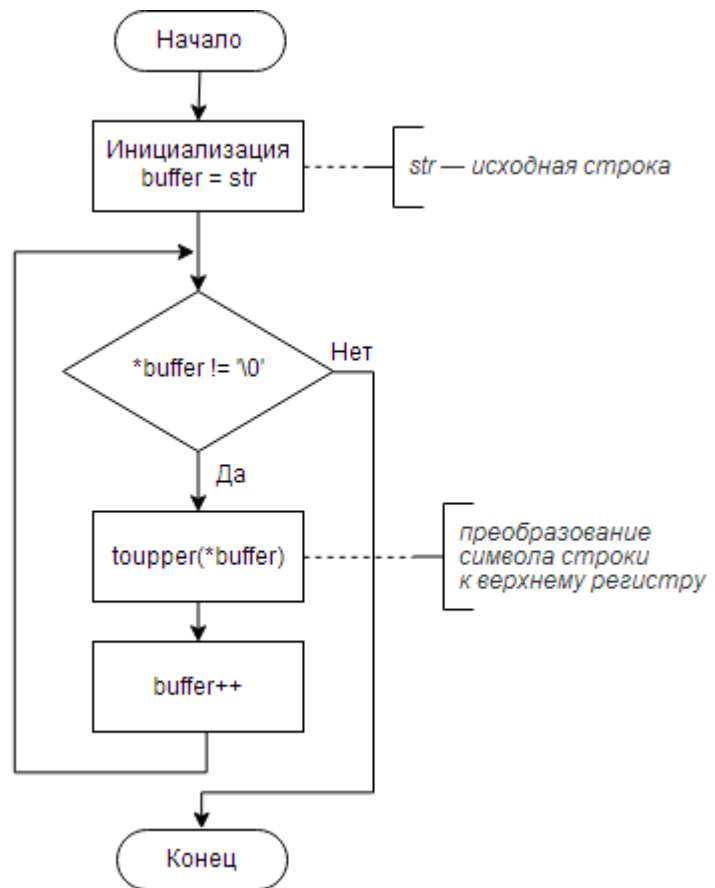 Начало
Инициализация
buffer = str
str — исходная строка
*buffer != '\0'
Нет
Да
toupper(*buffer)
преобразование
символа строки
к верхнему регистру
buffer++
Конец